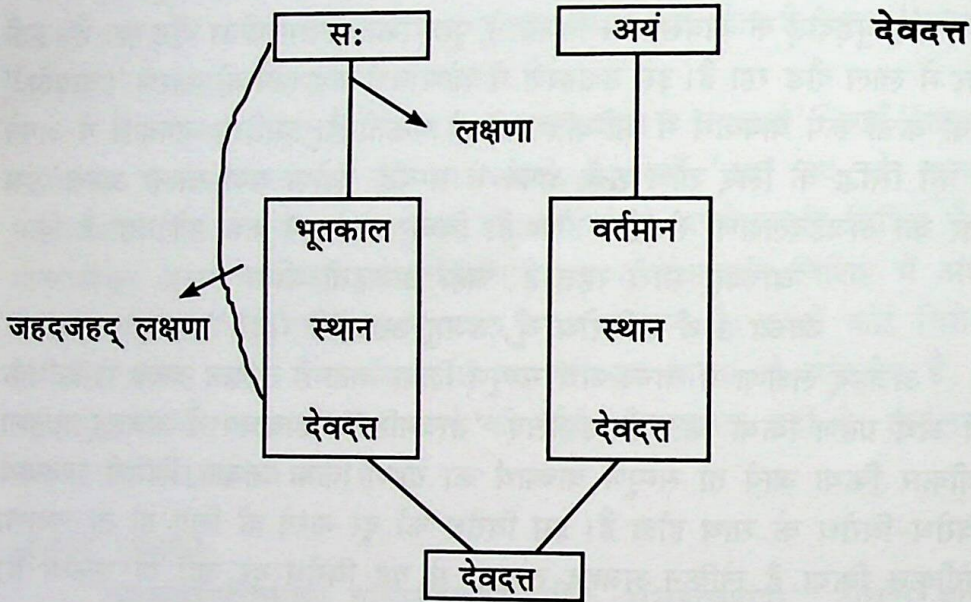 सः अयं देवदत्त
लक्षणा
भूतकाल वर्तमान
जहदजहद् लक्षणा स्थान स्थान
देवदत्त देवदत्त
देवदत्त